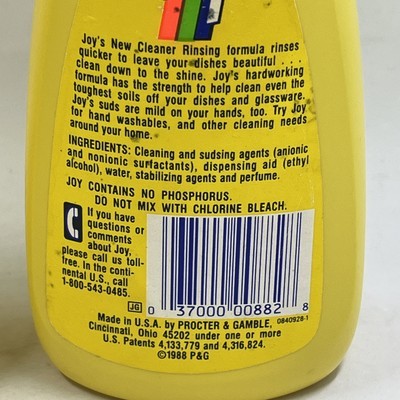 Joy's New Cleaner Rinsing formula rinses
quicker to leave your dishes beautiful . . .
clean down to the shine. Joy's hardworking
formula has the strength to help clean even the
toughest soils off your dishes and glassware.
Joy's suds are mild on your hands, too. Try Joy
for hand washables, and other cleaning needs
around your home.
INGREDIENTS: Cleaning and sudsing agents (anionic
and nonionic surfactants), dispensing aid (ethyl
alcohol), water, stabilizing agents and perfume.
JOY CONTAINS NO PHOSPHORUS.
DO NOT MIX WITH CHLORINE BLEACH.
If you have
questions or
comments
about Joy,
please call us toll-
free. In the conti-
nental U.S., call
1-800-543-0485.
JG
0 37000 00882 8
0840926-1
Made in U.S.A. by PROCTER & GAMBLE,
Cincinnati, Ohio 45202 under one or more
U.S. Patents 4,133,779 and 4,316,824.
©1988 P&G